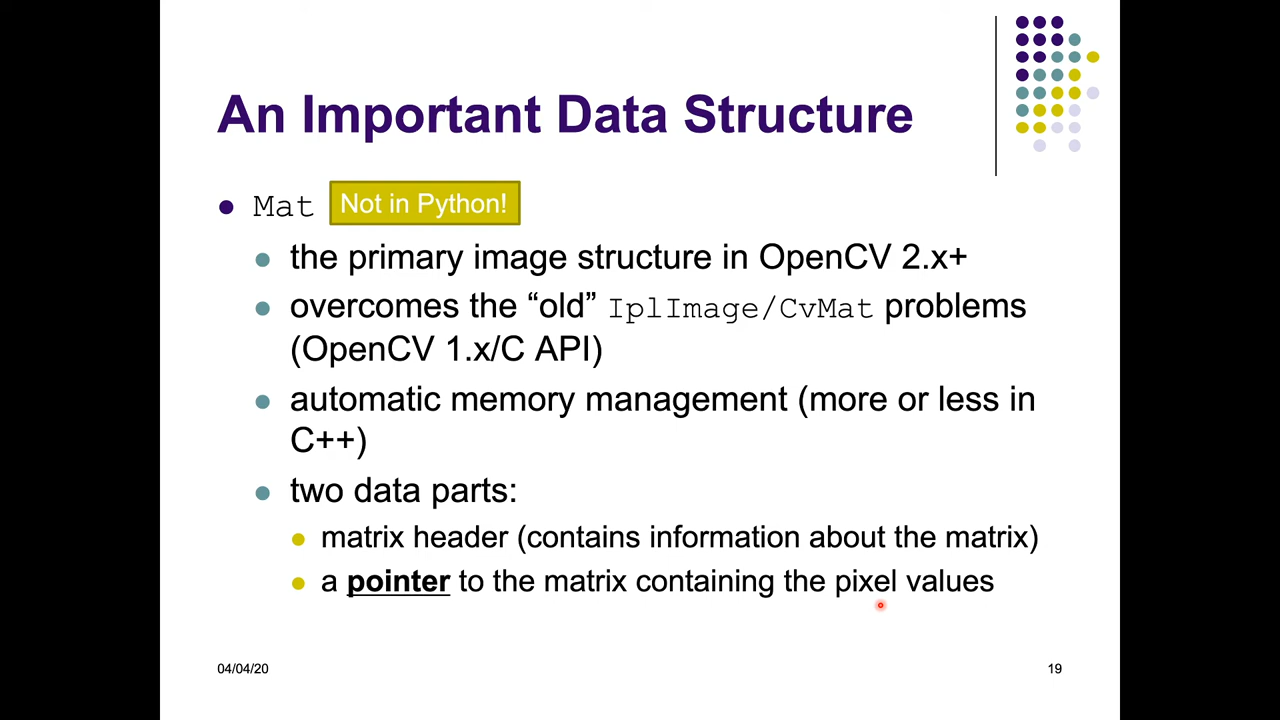 An Important Data Structure
Mat Not in Python!
the primary image structure in OpenCV 2.x+
overcomes the “old” IplImage/CvMat problems
(OpenCV 1.x/C API)
automatic memory management (more or less in
C++)
two data parts:
matrix header (contains information about the matrix)
a pointer to the matrix containing the pixel values
04/04/20 19